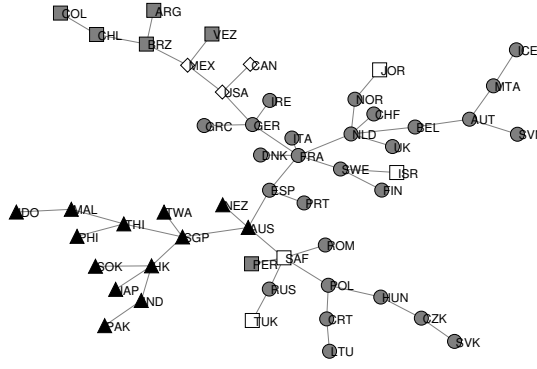 COL
ARG
CHL
BRZ
VEZ
MEX
CAN
USA
JOR
ICE
MTA
IRE
NOR
GRC
GER
CHF
ITA
NLD
BEL
AUT
SVI
DNK
FRA
UK
SWE
ISR
FIN
ESP
PRT
IDO
MAL
TWA
NEZ
THI
PHI
SGP
AUS
ROM
SOK
HK
PER
SAF
JAP
IND
RUS
POL
HUN
PAK
TUK
CRT
CZK
LTU
SVK